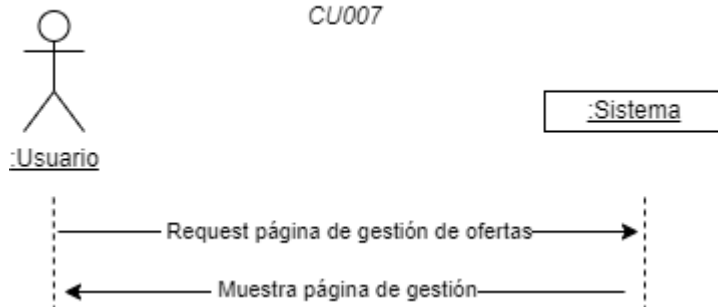 CU007
:Sistema
:Usuario
Request página de gestión de ofertas
Muestra página de gestión